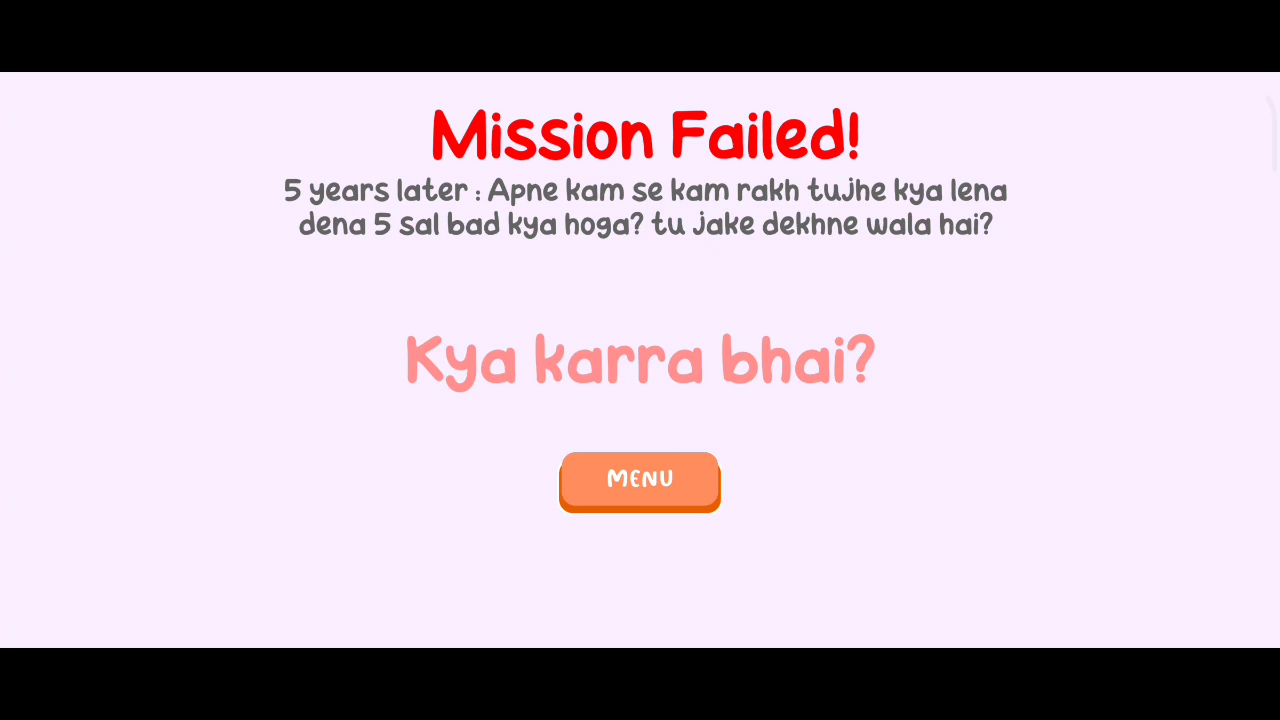 Mission Failed!
5 years later : Apne kam se kam rakh tujhe kya lena
dena 5 sal bad kya hoga? tu jake dekhne wala hai?
Kya karra bhai?
MENU